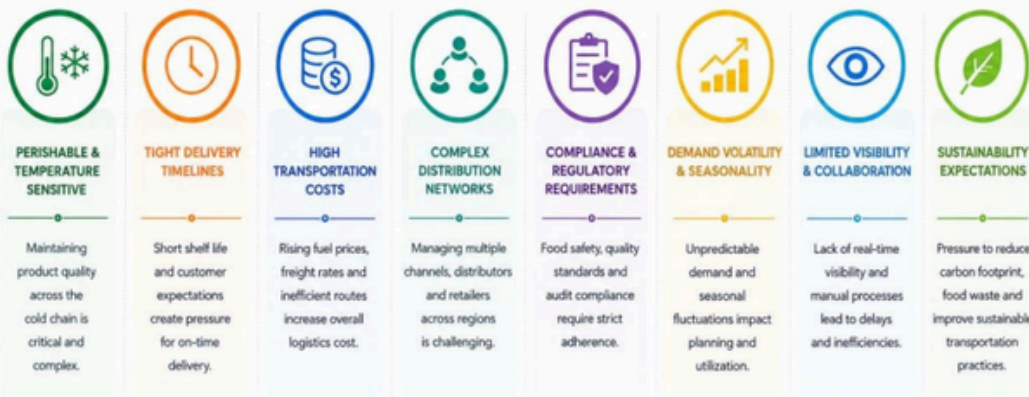 PERISHABLE &
TEMPERATURE
SENSITIVE
Maintaining
product quality
across the
cold chain is
critical and
complex.
TIGHT DELIVERY
TIMELINES
Short shelf life
and customer
expectations
create pressure
for on-time
delivery.
HIGH
TRANSPORTATION
COSTS
Rising fuel prices,
freight rates and
inefficient routes
increase overall
logistics cost.
COMPLEX
DISTRIBUTION
NETWORKS
Managing multiple
channels, distributors
and retailers
across regions
is challenging.
COMPLIANCE &
REGULATORY
REQUIREMENTS
Food safety, quality
standards and
audit compliance
require strict
adherence.
DEMAND VOLATILITY
& SEASONALITY
Unpredictable
demand and
seasonal
fluctuations impact
planning and
utilization.
LIMITED VISIBILITY
& COLLABORATION
Lack of real-time
visibility and
manual processes
lead to delays
and inefficiencies.
SUSTAINABILITY
EXPECTATIONS
Pressure to reduce
carbon footprint,
food waste and
improve sustainable
transportation
practices.